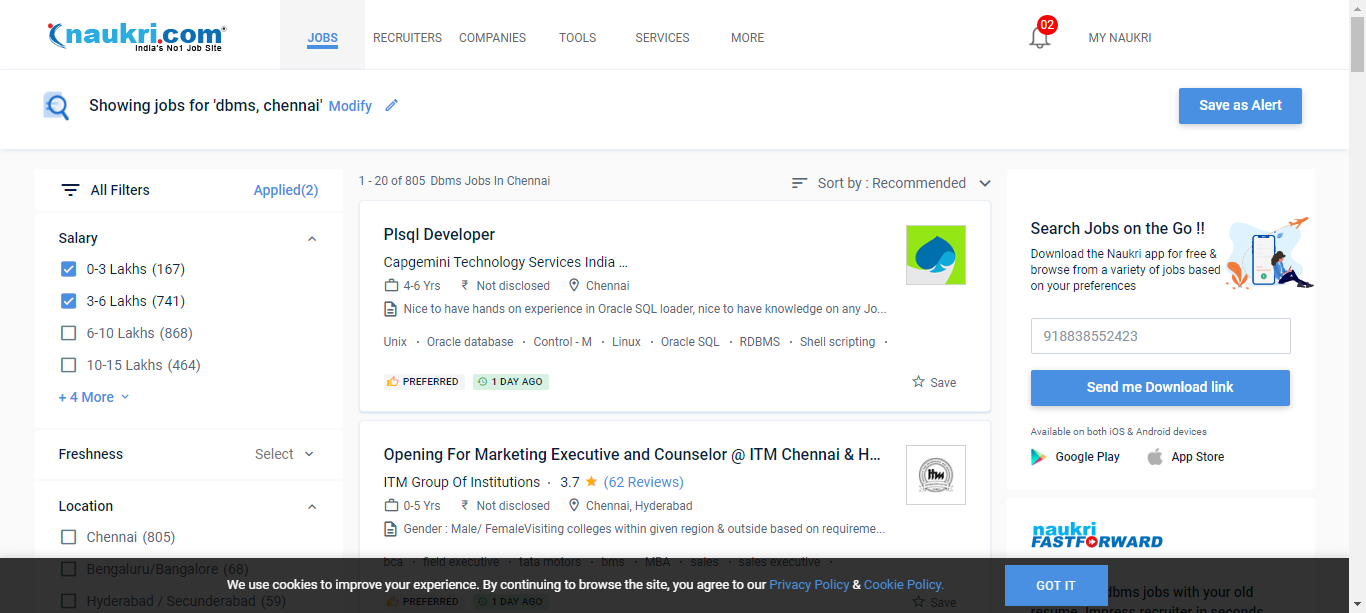 naukri.com
India's No1 Job Site
JOBS RECRUITERS COMPANIES TOOLS SERVICES MORE 02 MY NAUKRI
Showing jobs for 'dbms, chennai' Modify
Save as Alert
All Filters Applied(2)
Salary
0-3 Lakhs (167)
3-6 Lakhs (741)
6-10 Lakhs (868)
10-15 Lakhs (464)
+ 4 More
Freshness Select
Location
Chennai (805)
Bengaluru/Bangalore (68)
Hyderabad / Secunderabad (59)
1 - 20 of 805 Dbms Jobs In Chennai
Sort by : Recommended
Plsql Developer
Capgemini Technology Services India ...
4-6 Yrs ₹ Not disclosed Chennai
Nice to have hands on experience in Oracle SQL loader, nice to have knowledge on any Jo...
Unix · Oracle database · Control - M · Linux · Oracle SQL · RDBMS · Shell scripting ·
PREFERRED 1 DAY AGO Save
Opening For Marketing Executive and Counselor @ ITM Chennai & H...
ITM Group Of Institutions · 3.7 ★ (62 Reviews)
itm
0-5 Yrs ₹ Not disclosed Chennai, Hyderabad
Gender : Male/ FemaleVisiting colleges within given region & outside based on requireme...
bca · field executive · tata motors · bms · MBA · sales · sales executive ·
PREFERRED 1 DAY AGO Save
Search Jobs on the Go !!
Download the Naukri app for free &
browse from a variety of jobs based
on your preferences
918838552423
Send me Download link
Available on both iOS & Android devices
Google Play App Store
naukri
FASTFORWARD
dbms jobs with your old
resume. Impress recruiter in seconds
We use cookies to improve your experience. By continuing to browse the site, you agree to our Privacy Policy & Cookie Policy.
GOT IT